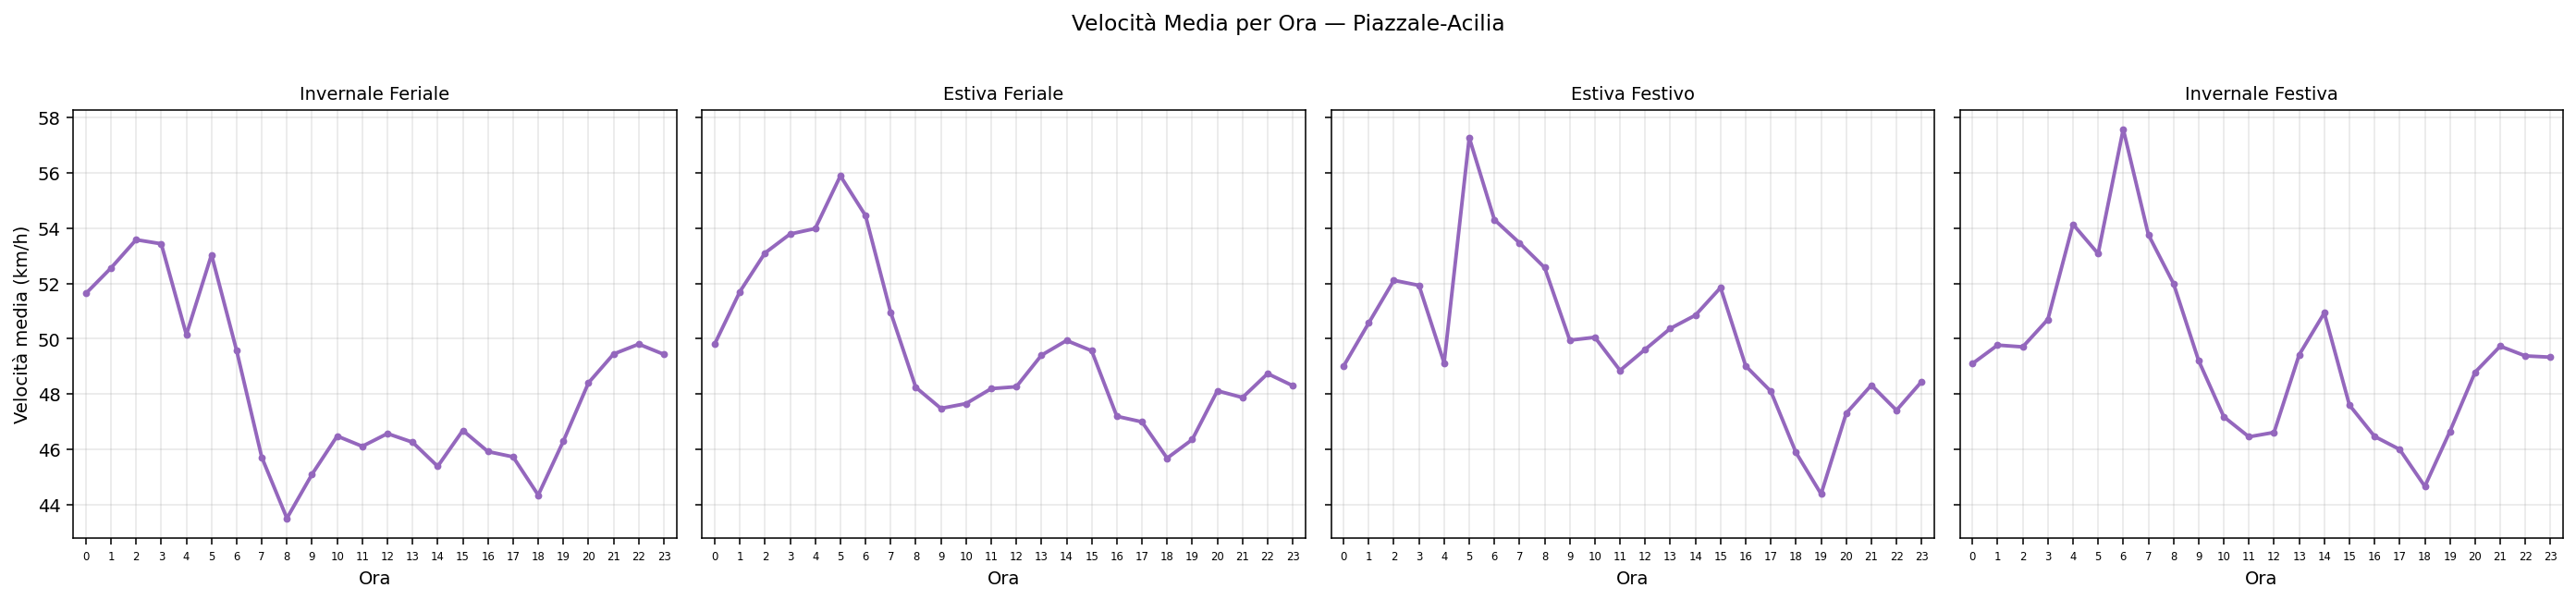 Velocità Media per Ora — Piazzale-Acilia
Invernale Feriale
Estiva Feriale
Estiva Festivo
Invernale Festiva
Velocità media (km/h)
58
56
54
52
50
48
46
44
0 1 2 3 4 5 6 7 8 9 10 11 12 13 14 15 16 17 18 19 20 21 22 23
Ora
0 1 2 3 4 5 6 7 8 9 10 11 12 13 14 15 16 17 18 19 20 21 22 23
Ora
0 1 2 3 4 5 6 7 8 9 10 11 12 13 14 15 16 17 18 19 20 21 22 23
Ora
0 1 2 3 4 5 6 7 8 9 10 11 12 13 14 15 16 17 18 19 20 21 22 23
Ora